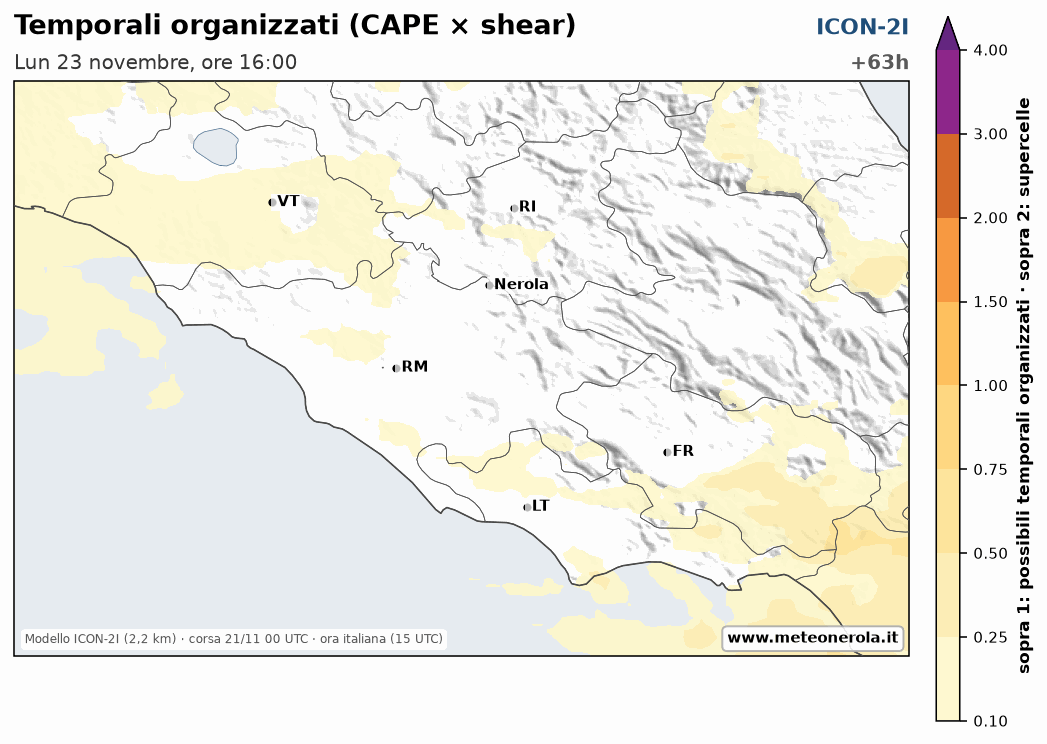 Temporali organizzati (CAPE × shear)
ICON-2I
Lun 23 novembre, ore 16:00
+63h
VT
RI
Nerola
RM
FR
LT
Modello ICON-2I (2,2 km) · corsa 21/11 00 UTC · ora italiana (15 UTC)
www.meteonerola.it
4.00
3.00
2.00
1.50
1.00
0.75
0.50
0.25
0.10
sopra 1: possibili temporali organizzati · sopra 2: supercelle